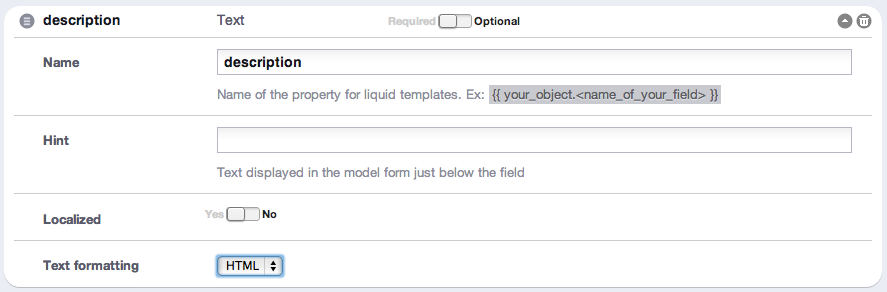 description Text Required Optional
Name description
Name of the property for liquid templates. Ex: {{ your_object.<name_of_your_field> }}
Hint
Text displayed in the model form just below the field
Localized Yes No
Text formatting HTML